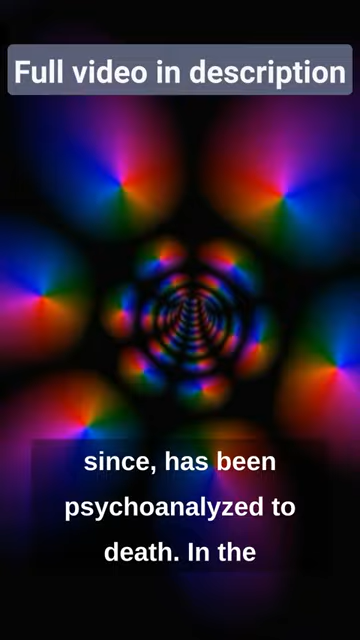 Full video in description
since, has been
psychoanalyzed to
death. In the